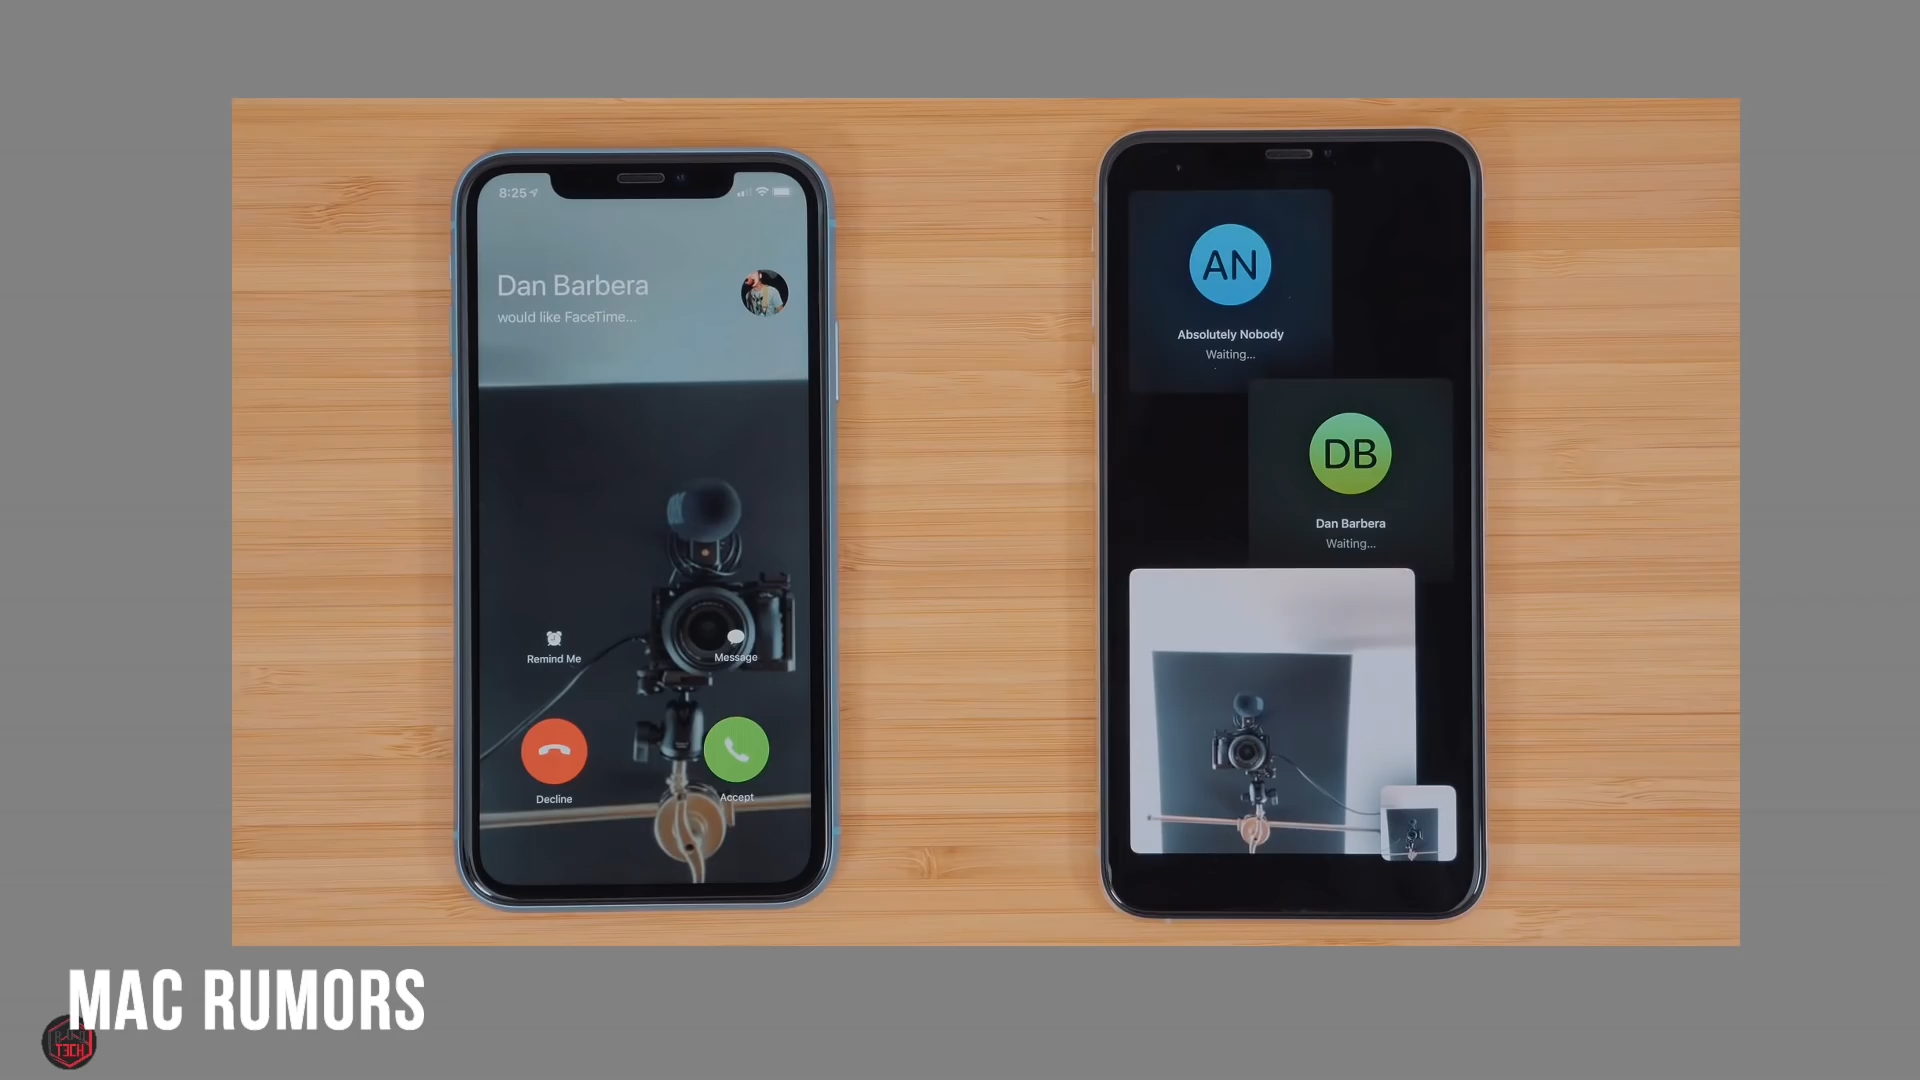 8:25
Dan Barbera
would like FaceTime...
Remind Me
Message
Decline
Accept
AN
Absolutely Nobody
Waiting...
DB
Dan Barbera
Waiting...
MAC RUMORS
T3CH